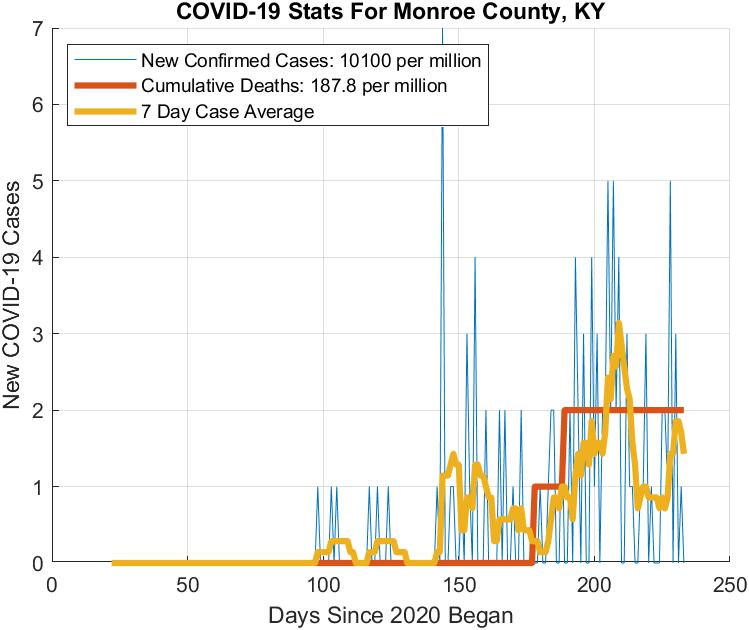 COVID-19 Stats For Monroe County, KY
New Confirmed Cases: 10100 per million
Cumulative Deaths: 187.8 per million
7 Day Case Average
New COVID-19 Cases
7
6
5
4
3
2
1
0
0 50 100 150 200 250
Days Since 2020 Began